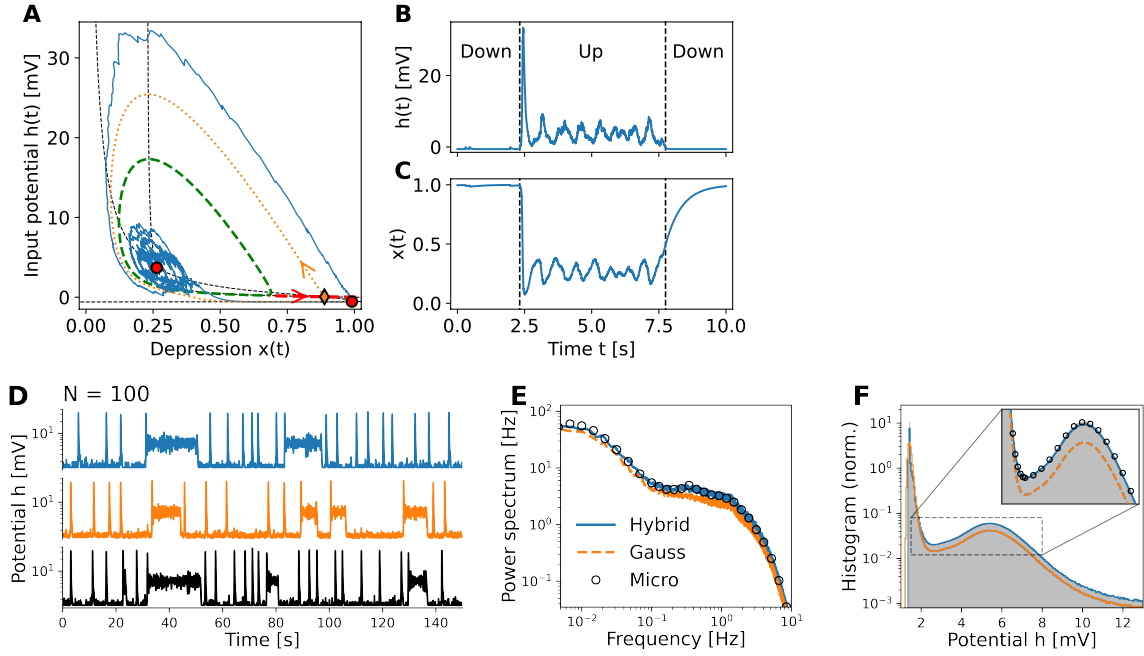 A
Input potential h(t) [mV]
30
20
10
0
0.00
0.25
0.50
0.75
1.00
Depression x(t)
B
h(t) [mV]
20
0
Down
Up
Down
C
x(t)
1.0
0.5
0.0
0.0
2.5
5.0
7.5
10.0
Time t [s]
D
N = 100
Potential h [mV]
10¹
10¹
10¹
0
20
40
60
80
100
120
140
Time [s]
E
Power spectrum [Hz]
10²
10¹
10⁰
10⁻¹
Hybrid
Gauss
Micro
10⁻²
10⁻¹
10⁰
10¹
Frequency [Hz]
F
Histogram (norm.)
10¹
10⁰
10⁻¹
10⁻²
10⁻³
2
4
6
8
10
12
Potential h [mV]